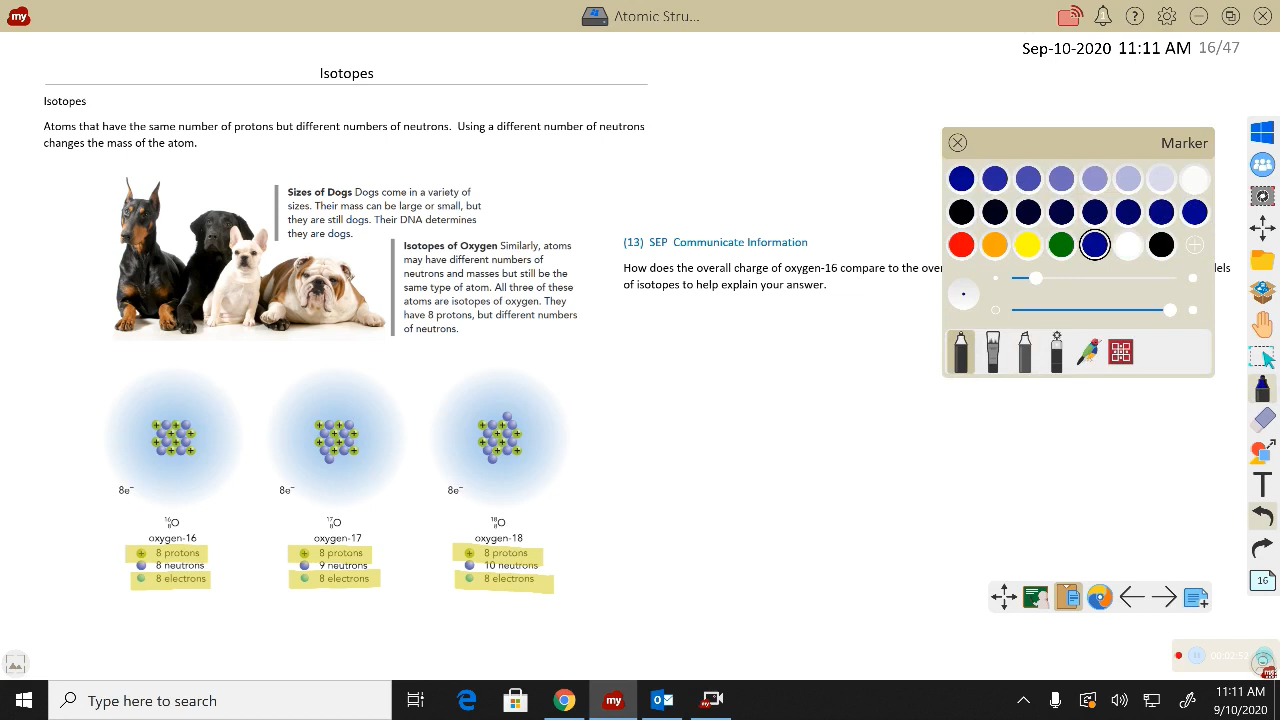 my
Atomic Stru...
Sep-10-2020 11:11 AM 16/47
Isotopes
Isotopes
Atoms that have the same number of protons but different numbers of neutrons. Using a different number of neutrons
changes the mass of the atom.
Marker
Sizes of Dogs Dogs come in a variety of
sizes. Their mass can be large or small, but
they are still dogs. Their DNA determines
they are dogs.
Isotopes of Oxygen Similarly, atoms
may have different numbers of
neutrons and masses but still be the
same type of atom. All three of these
atoms are isotopes of oxygen. They
have 8 protons, but different numbers
of neutrons.
(13) SEP Communicate Information
How does the overall charge of oxygen-16 compare to the over
of isotopes to help explain your answer.
8e⁻ 8e⁻ 8e⁻
¹⁶₈O ¹⁷₈O ¹⁸₈O
oxygen-16 oxygen-17 oxygen-18
+ 8 protons + 8 protons + 8 protons
8 neutrons 9 neutrons 10 neutrons
8 electrons 8 electrons 8 electrons
T
16
00:02:52
Type here to search
my
11:11 AM
9/10/2020